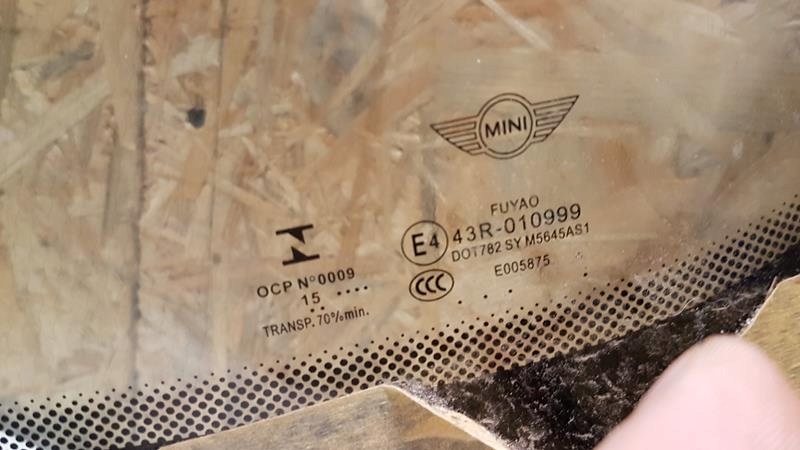 MINI
FUYAO
E4 43R-010999
DOT782 SY M5645AS1
CCC E005875
OCP N°0009
15 .....
..
TRANSP. 70%min.